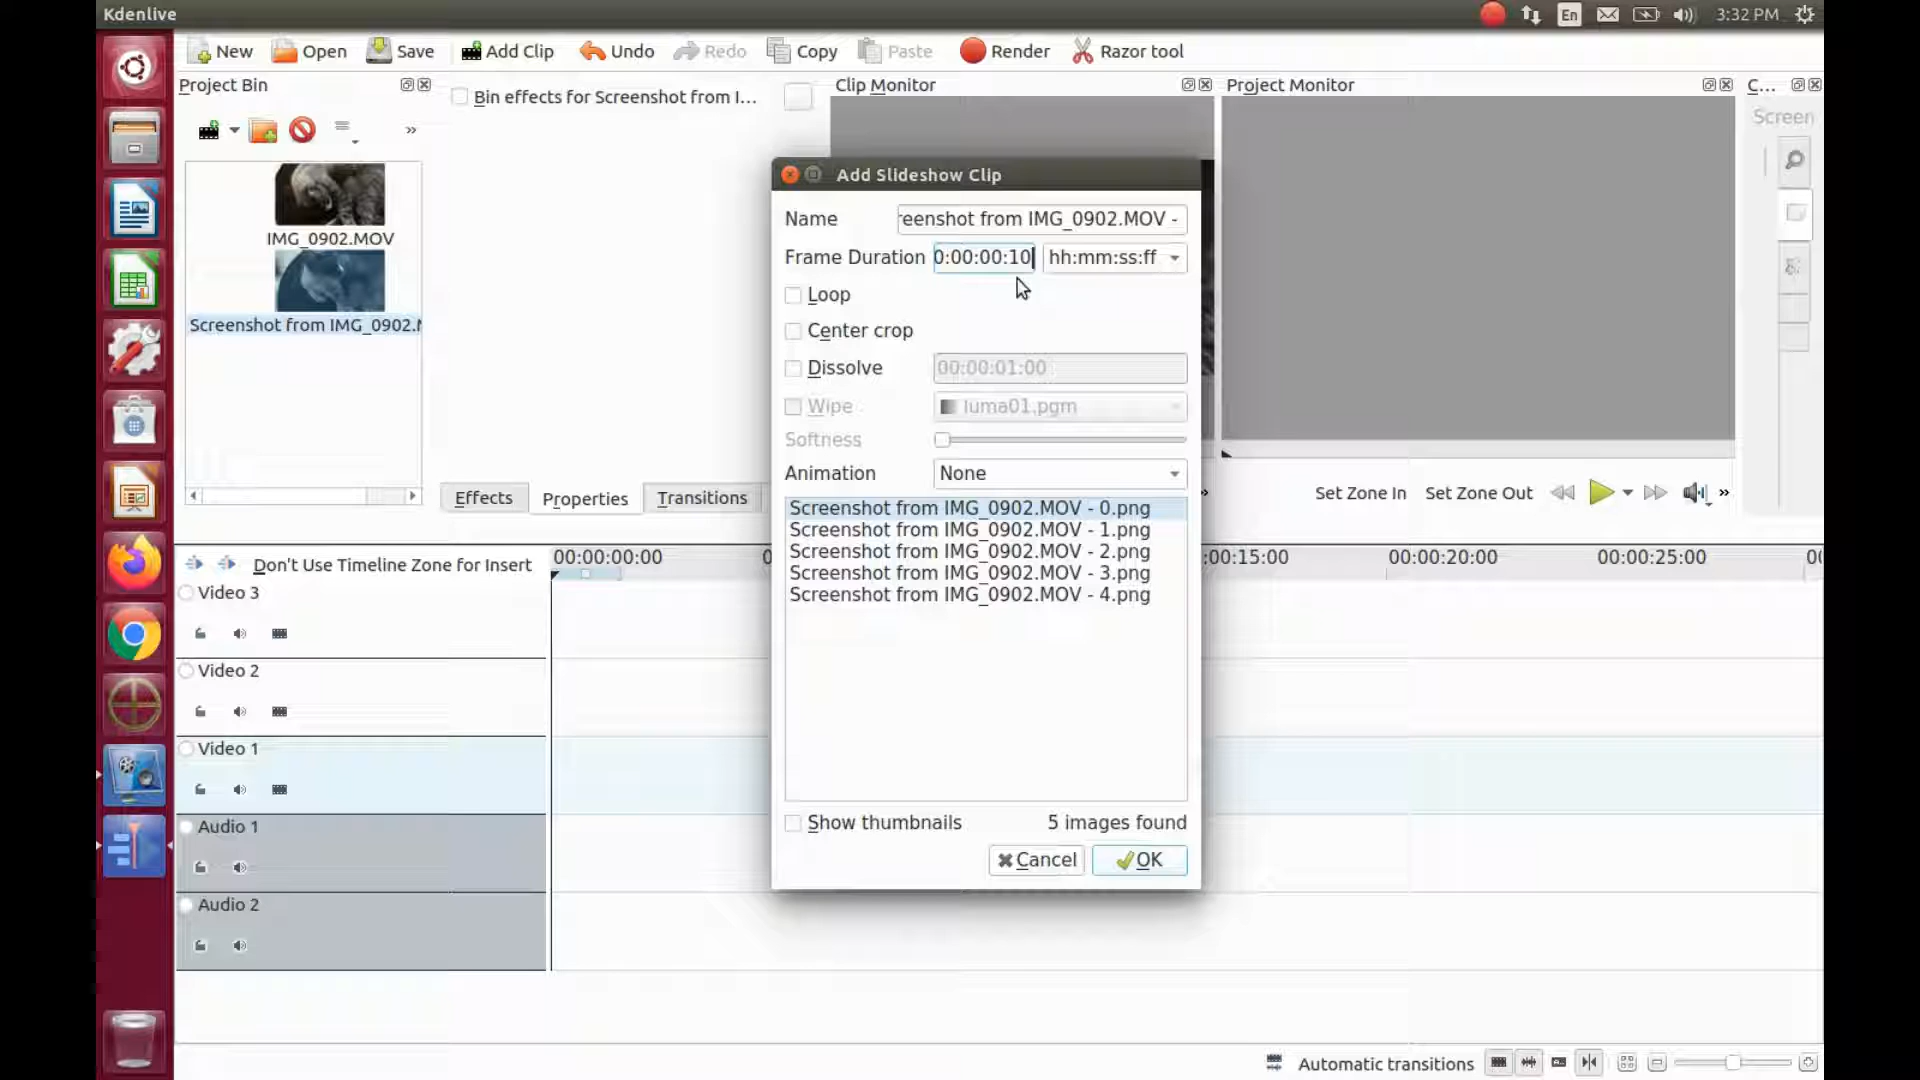 Kdenlive
En
3:32 PM
New
Open
Save
Add Clip
Undo
Redo
Copy
Paste
Render
Razor tool
Project Bin
Bin effects for Screenshot from I...
Clip Monitor
Project Monitor
C...
Screen
»
IMG_0902.MOV
Screenshot from IMG_0902.
Effects
Properties
Transitions
»
Set Zone In
Set Zone Out
»
Add Slideshow Clip
Name
reenshot from IMG_0902.MOV -
Frame Duration
0:00:00:10
hh:mm:ss:ff
Loop
Center crop
Dissolve
00:00:01:00
Wipe
luma01.pgm
Softness
Animation
None
Screenshot from IMG_0902.MOV - 0.png
Screenshot from IMG_0902.MOV - 1.png
Screenshot from IMG_0902.MOV - 2.png
Screenshot from IMG_0902.MOV - 3.png
Screenshot from IMG_0902.MOV - 4.png
Show thumbnails
5 images found
Cancel
OK
Don't Use Timeline Zone for Insert
00:00:00:00
:00:15:00
00:00:20:00
00:00:25:00
Video 3
Video 2
Video 1
Audio 1
Audio 2
Automatic transitions